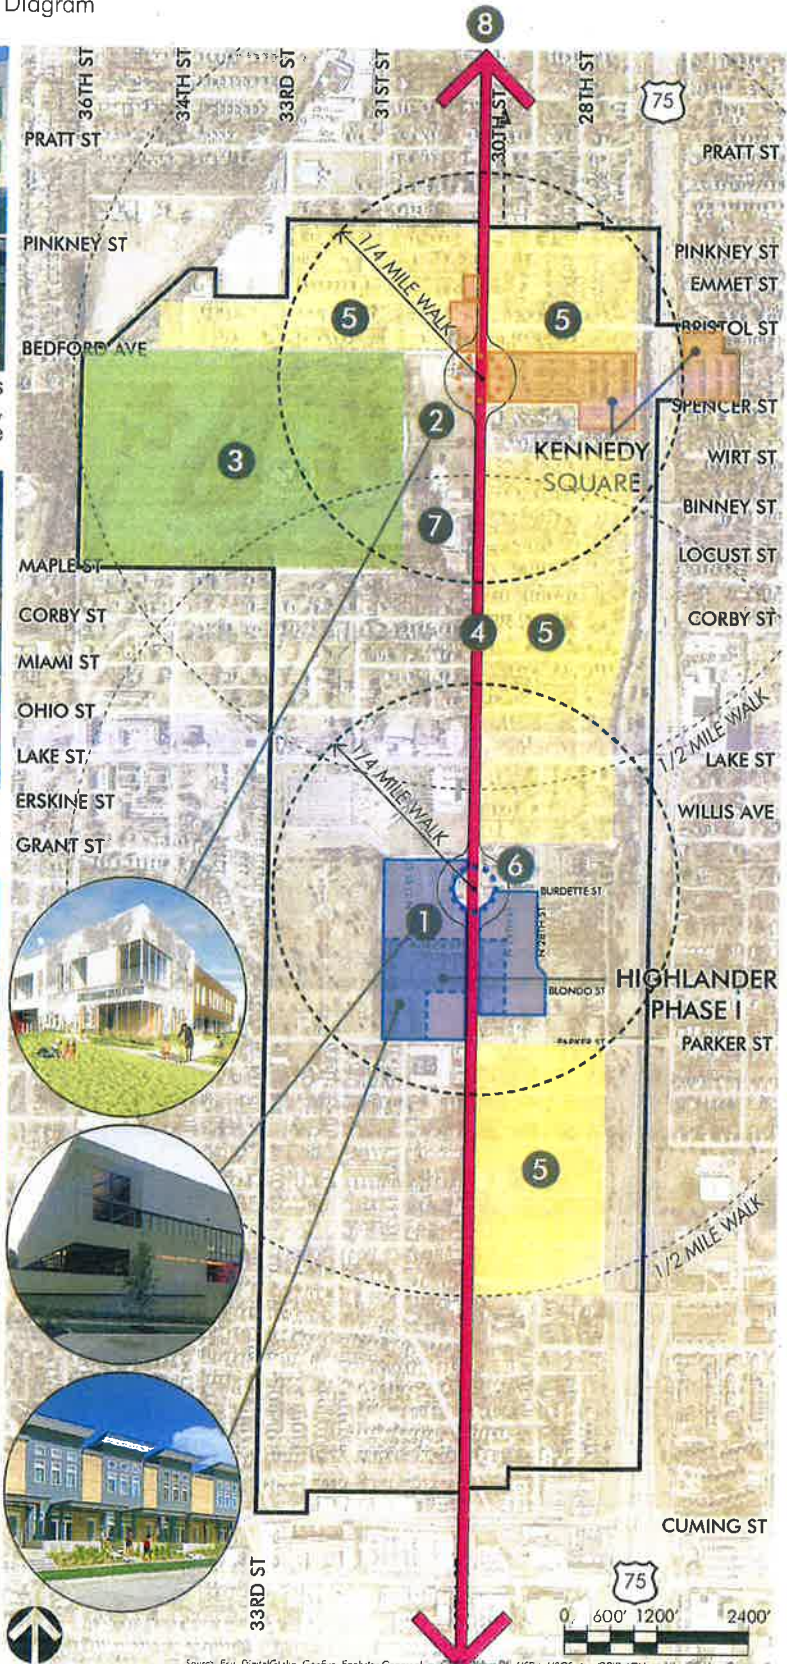 Diagram
8
36TH ST
34TH ST
33RD ST
31ST ST
30TH ST
28TH ST
75
PRATT ST
PRATT ST
PINKNEY ST
PINKNEY ST
EMMET ST
1/4 MILE WALK
5
5
BRISTOL ST
BEDFORD AVE
SPENCER ST
2
3
KENNEDY
SQUARE
WIRT ST
BINNEY ST
7
LOCUST ST
MAPLE ST
CORBY ST
CORBY ST
4
5
MIAMI ST
OHIO ST
1/2 MILE WALK
LAKE ST
LAKE ST
1/4 MILE WALK
ERSKINE ST
WILLIS AVE
GRANT ST
6
BURDETTE ST
N 28TH ST
1
HIGHLANDER
PHASE I
BLONDO ST
PARKER ST
PARKER ST
5
1/2 MILE WALK
CUMING ST
33RD ST
75
0 600' 1200' 2400'